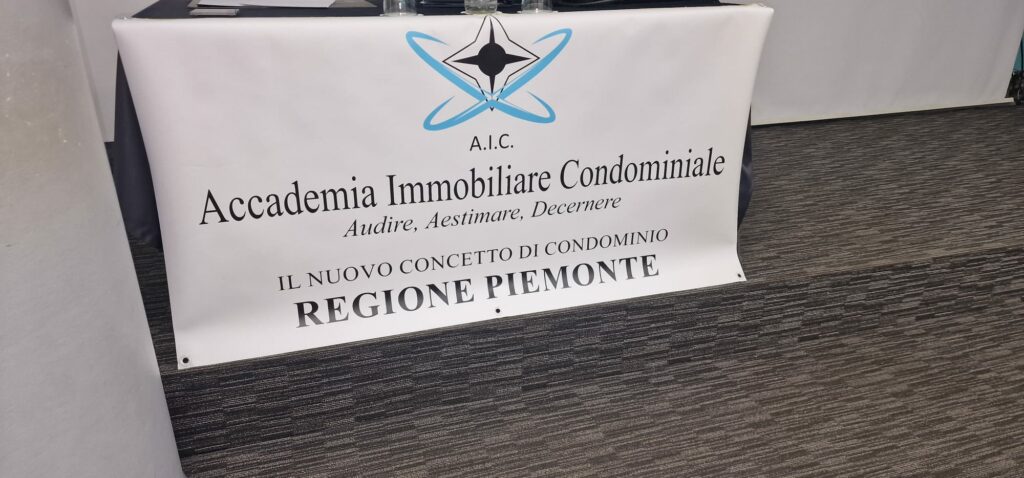 A.I.C.
Accademia Immobiliare Condominiale
Audire, Aestimare, Decernere
IL NUOVO CONCETTO DI CONDOMINIO
REGIONE PIEMONTE